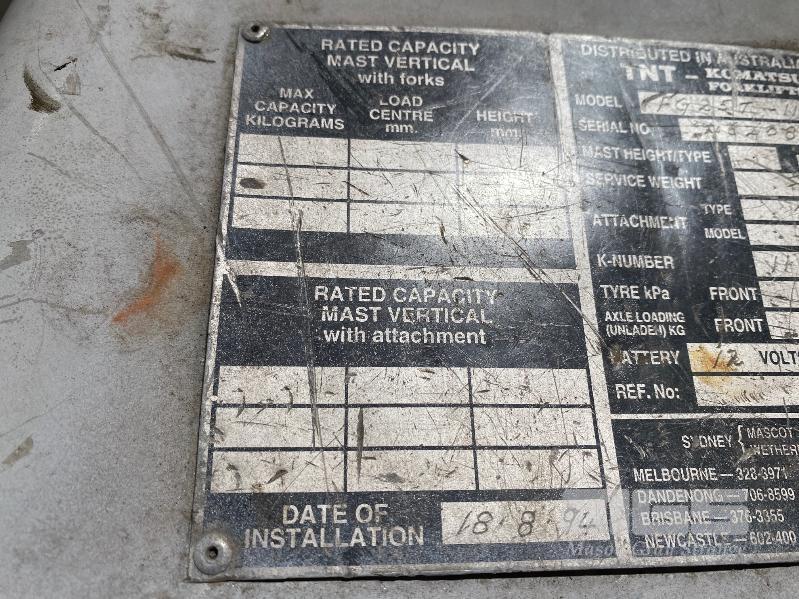 RATED CAPACITY
MAST VERTICAL
with forks
MAX
CAPACITY
KILOGRAMS
LOAD
CENTRE
mm.
HEIGHT
mm.
RATED CAPACITY
MAST VERTICAL
with attachment
DATE OF
INSTALLATION
18·8·94
DISTRIBUTED IN AUSTRALIA
TNT – KOMATSU
FORKLIFT
MODEL
SERIAL NO
MAST HEIGHT/TYPE
SERVICE WEIGHT
ATTACHMENT
TYPE
MODEL
K-NUMBER
TYRE kPa FRONT
AXLE LOADING
(UNLADEN) KG FRONT
BATTERY 12 VOLTS
REF. No:
SYDNEY { MASCOT
MELBOURNE — 328-3971
DANDENONG — 706-8599
BRISBANE — 376-3355
NEWCASTLE — 602-400